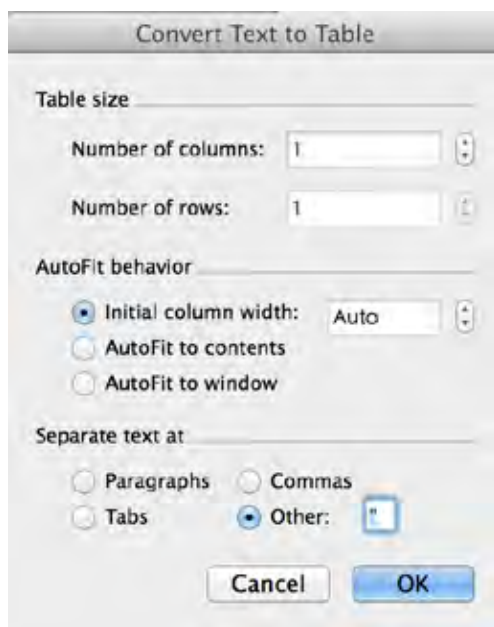 Convert Text to Table
Table size
Number of columns: 1
Number of rows: 1
AutoFit behavior
Initial column width: Auto
AutoFit to contents
AutoFit to window
Separate text at
Paragraphs Commas
Tabs Other: "
Cancel OK